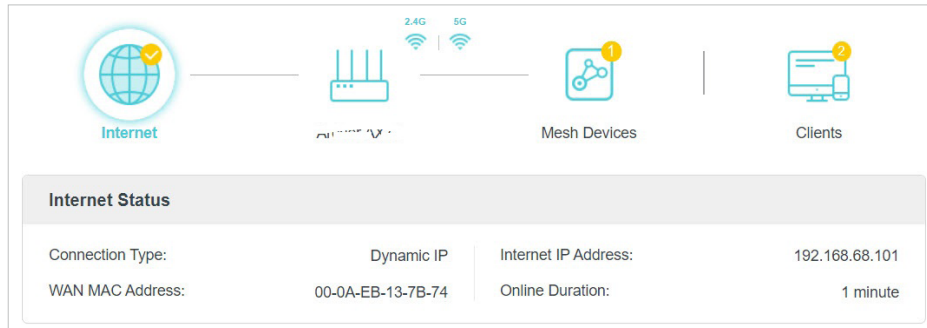 2.4G 5G
1
2
Internet
Mesh Devices
Clients
Internet Status
Connection Type: Dynamic IP
Internet IP Address: 192.168.68.101
WAN MAC Address: 00-0A-EB-13-7B-74
Online Duration: 1 minute